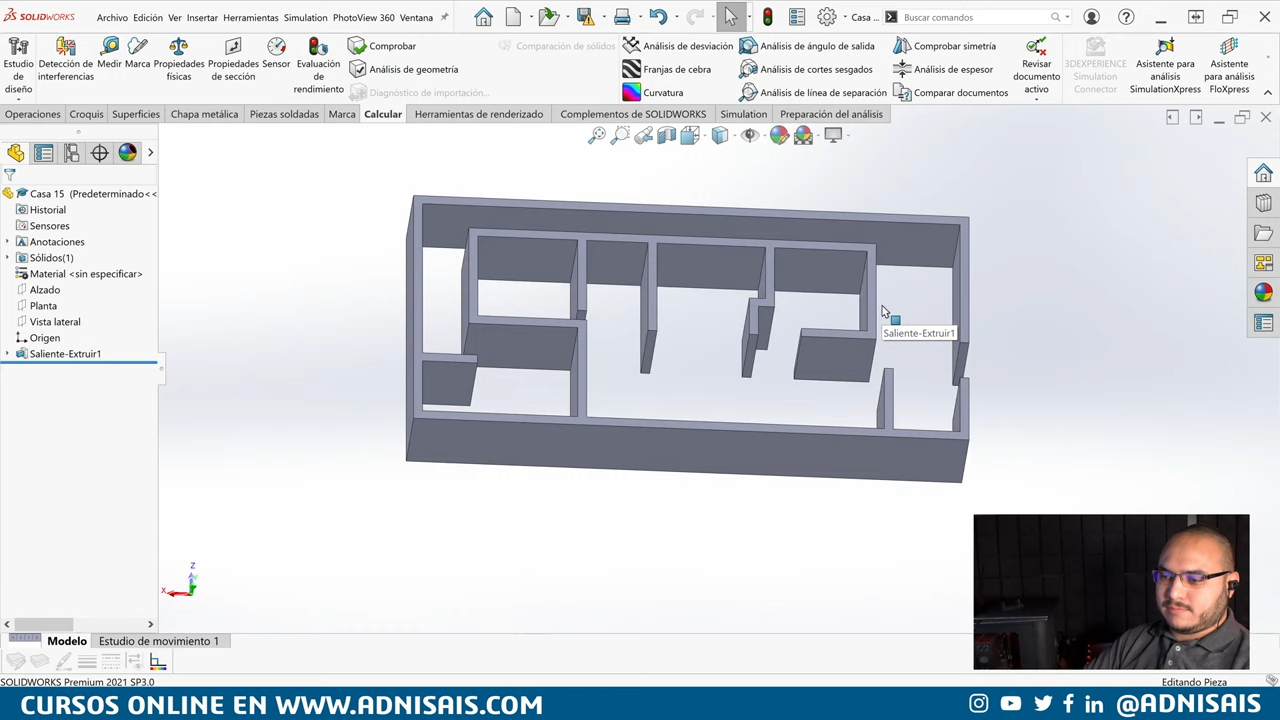 SOLIDWORKS Archivo Edición Ver Insertar Herramientas Simulation PhotoView 360 Ventana Casa ... Buscar comandos
Estudio de diseño
Detección de interferencias
Medir
Marca
Propiedades físicas
Propiedades de sección
Sensor
Evaluación de rendimiento
Comprobar
Análisis de geometría
Diagnóstico de importación...
Comparación de sólidos
Análisis de desviación
Franjas de cebra
Curvatura
Análisis de ángulo de salida
Análisis de cortes sesgados
Análisis de línea de separación
Comprobar simetría
Análisis de espesor
Comparar documentos
Revisar documento activo
3DEXPERIENCE Simulation Connector
Asistente para análisis SimulationXpress
Asistente para análisis FloXpress
Operaciones Croquis Superficies Chapa metálica Piezas soldadas Marca Calcular Herramientas de renderizado Complementos de SOLIDWORKS Simulation Preparación del análisis
Casa 15 (Predeterminado<<
Historial
Sensores
Anotaciones
Sólidos(1)
Material <sin especificar>
Alzado
Planta
Vista lateral
Origen
Saliente-Extruir1
Saliente-Extruir1
Z
X
Modelo Estudio de movimiento 1
SOLIDWORKS Premium 2021 SP3.0 Editando Pieza
CURSOS ONLINE EN WWW.ADNISAIS.COM @ADNISAIS